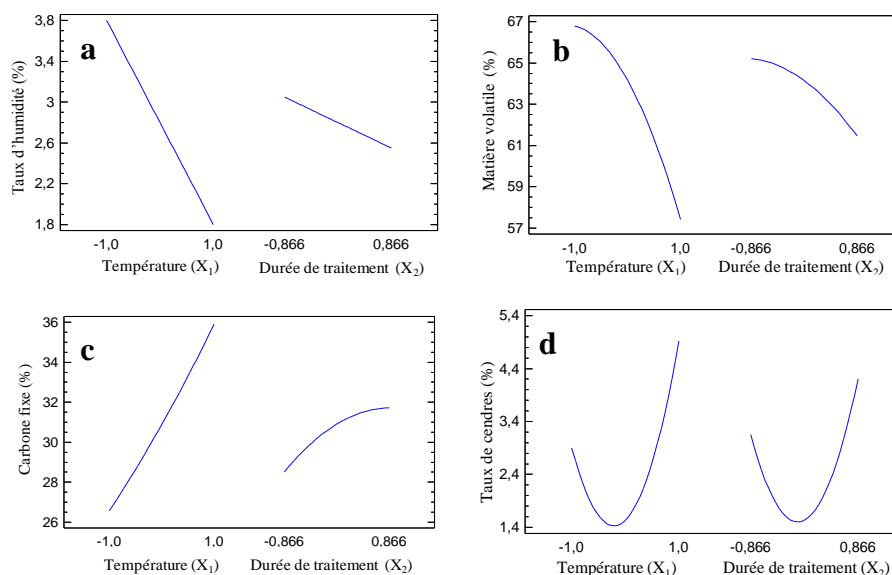 a
Taux d'humidité (%)
3,8
3,4
3
2,6
2,2
1,8
-1,0 1,0 -0,866 0,866
Température (X1) Durée de traitement (X2)
b
Matière volatile (%)
67
65
63
61
59
57
-1,0 1,0 -0,866 0,866
Température (X1) Durée de traitement (X2)
c
Carbone fixe (%)
36
34
32
30
28
26
-1,0 1,0 -0,866 0,866
Température (X1) Durée de traitement (X2)
d
Taux de cendres (%)
5,4
4,4
3,4
2,4
1,4
-1,0 1,0 -0,866 0,866
Température (X1) Durée de traitement (X2)